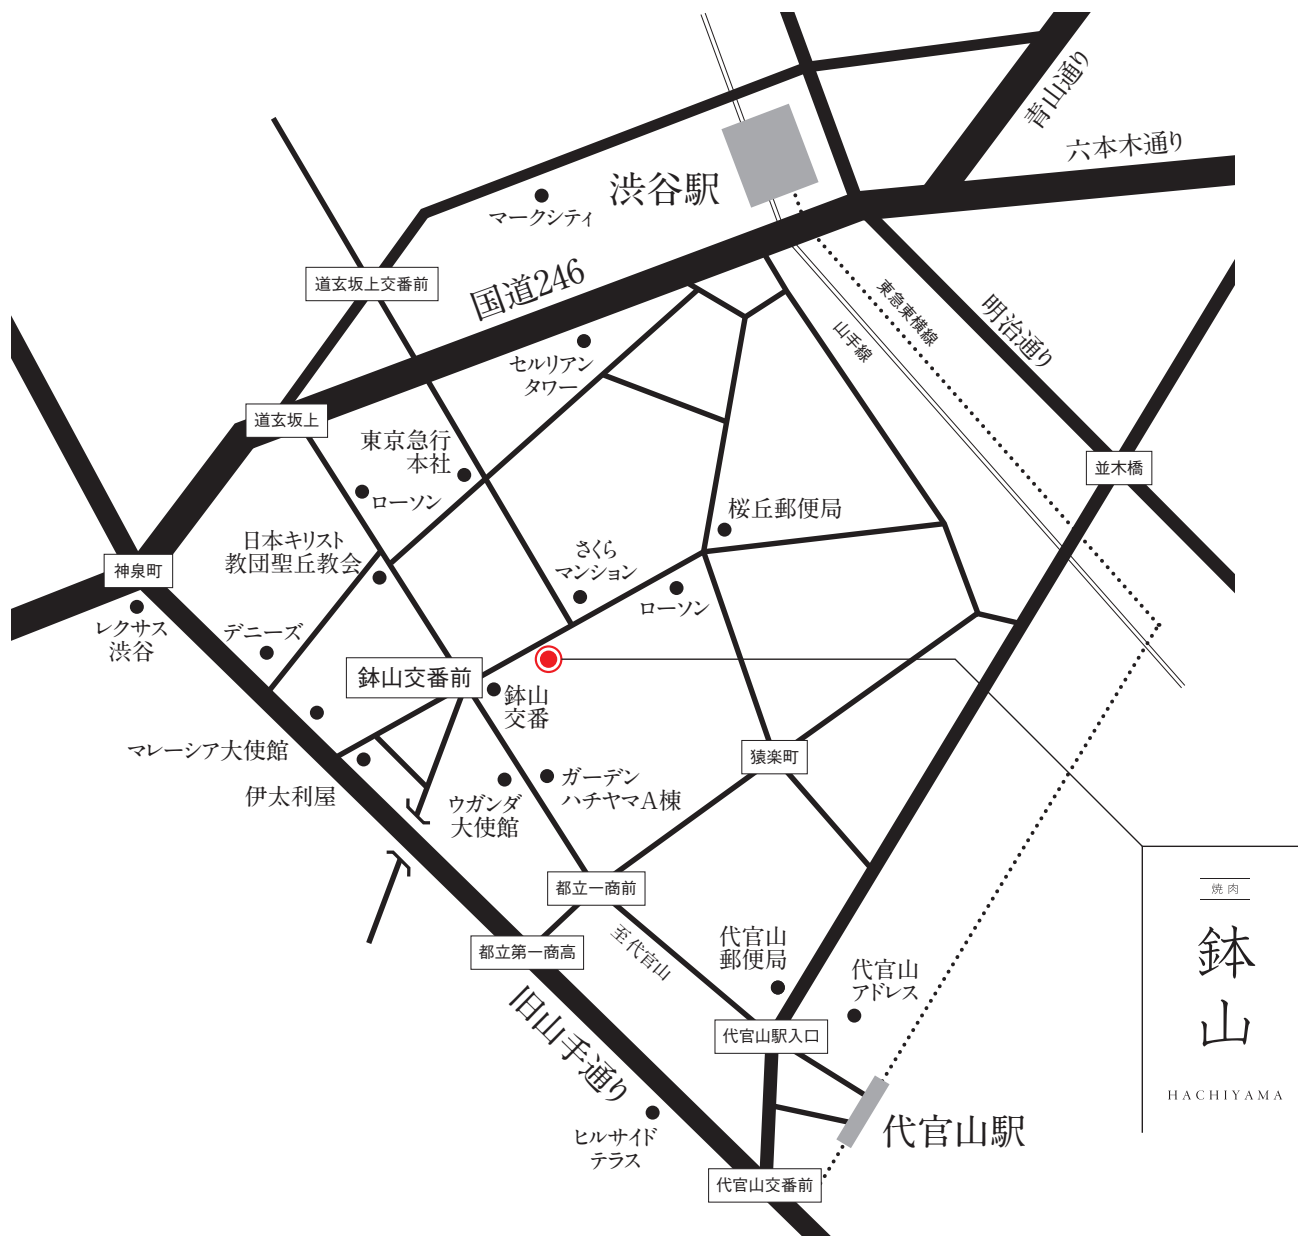 青山通り
六本木通り
渋谷駅
マークシティ
道玄坂上交番前
国道246
東急東横線
明治通り
山手線
セルリアン
タワー
道玄坂上
東京急行
本社
ローソン
並木橋
桜丘郵便局
日本キリスト
教団聖丘教会
さくら
マンション
神泉町
ローソン
レクサス
渋谷
デニーズ
鉢山交番前
鉢山
交番
マレーシア大使館
猿楽町
伊太利屋
ガーデン
ハチヤマA棟
ウガンダ
大使館
都立一商前
焼肉
鉢
山
HACHIYAMA
都立第一商高
至代官山
代官山
郵便局
代官山
アドレス
旧山手通り
代官山駅入口
ヒルサイド
テラス
代官山駅
代官山交番前